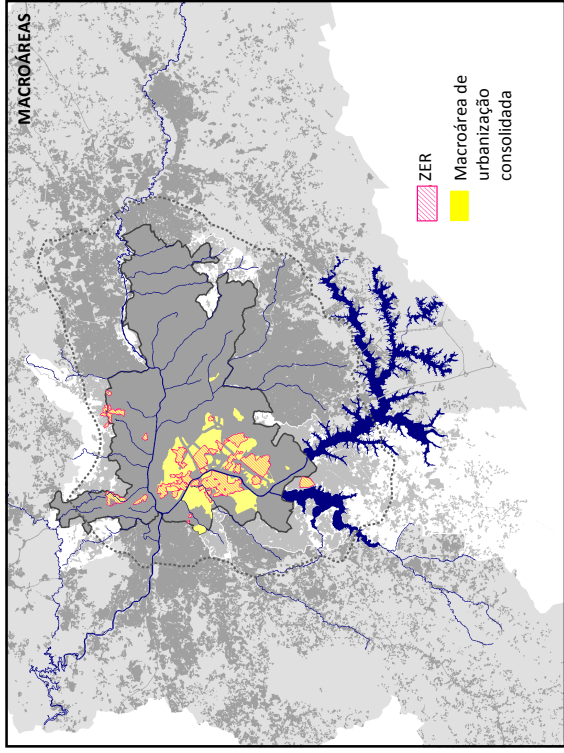 MACROÁREAS
ZER
Macroárea de
urbanização
consolidada